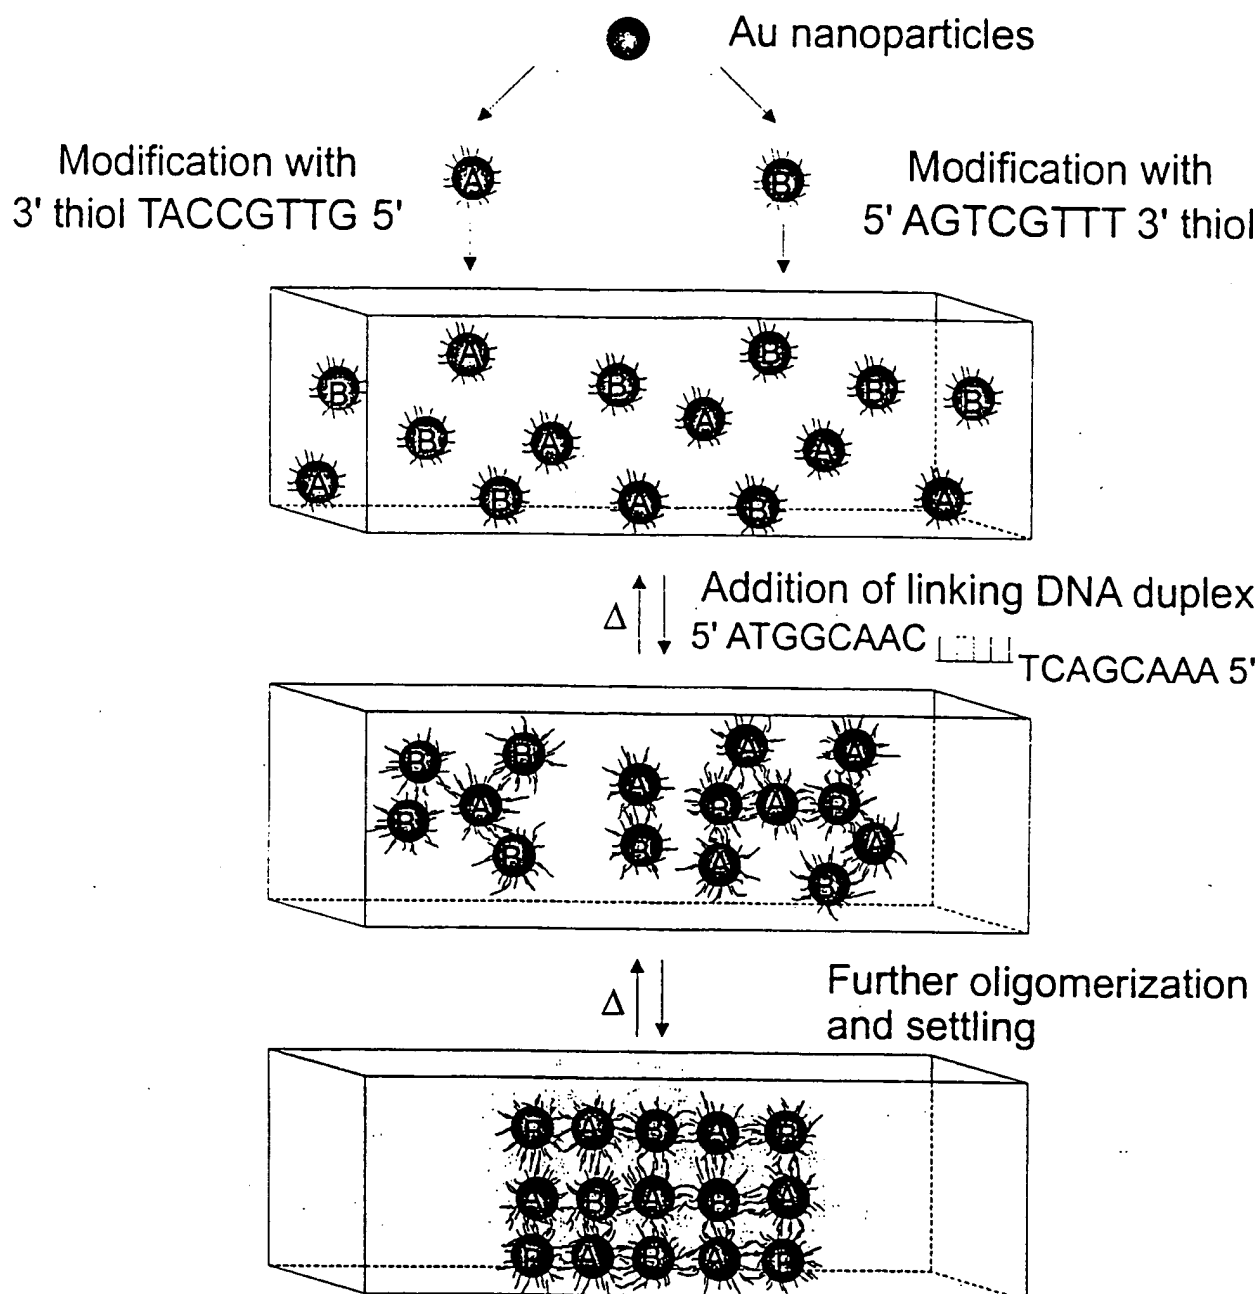 Au nanoparticles
Modification with
3' thiol TACCGTTG 5'
Modification with
5' AGTCGTTT 3' thiol
A
B
A
B
B
B
B
B
A
A
A
A
B
A
B
A
Addition of linking DNA duplex
Δ
5' ATGGCAAC
TCAGCAAA 5'
B
B
A
A
A
B
A
B
A
B
B
B
A
A
B
Further oligomerization
Δ
and settling
B A B A B
A B A B A
B A B A B